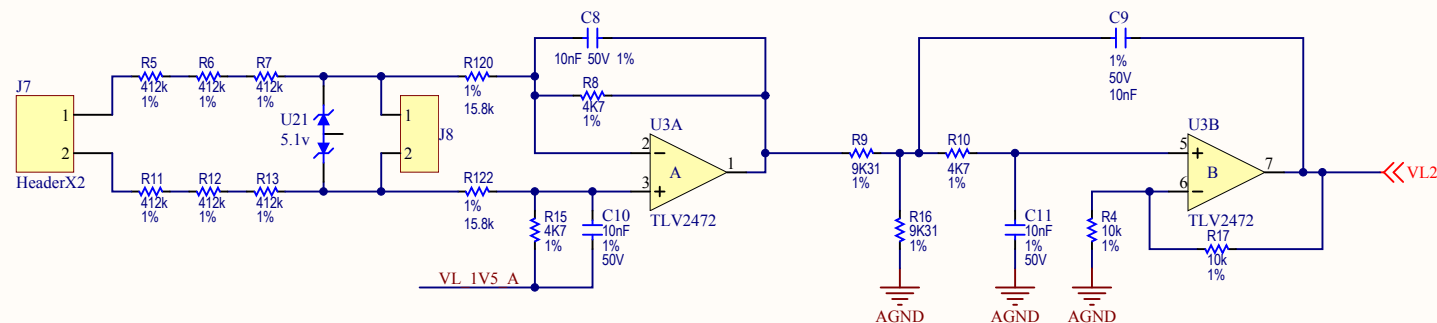 J7
1
2
HeaderX2
R5
412k
1%
R6
412k
1%
R7
412k
1%
R11
412k
1%
R12
412k
1%
R13
412k
1%
U21
5.1v
1
2
J8
R120
1%
15.8k
R122
1%
15.8k
C8
10nF 50V 1%
R8
4K7
1%
U3A
2
3
A
1
TLV2472
R15
4K7
1%
C10
10nF
1%
50V
VL_1V5_A
R9
9K31
1%
R16
9K31
1%
AGND
R10
4K7
1%
C9
1%
50V
10nF
C11
10nF
1%
50V
AGND
U3B
5
6
B
7
TLV2472
R4
10k
1%
AGND
R17
10k
1%
VL2